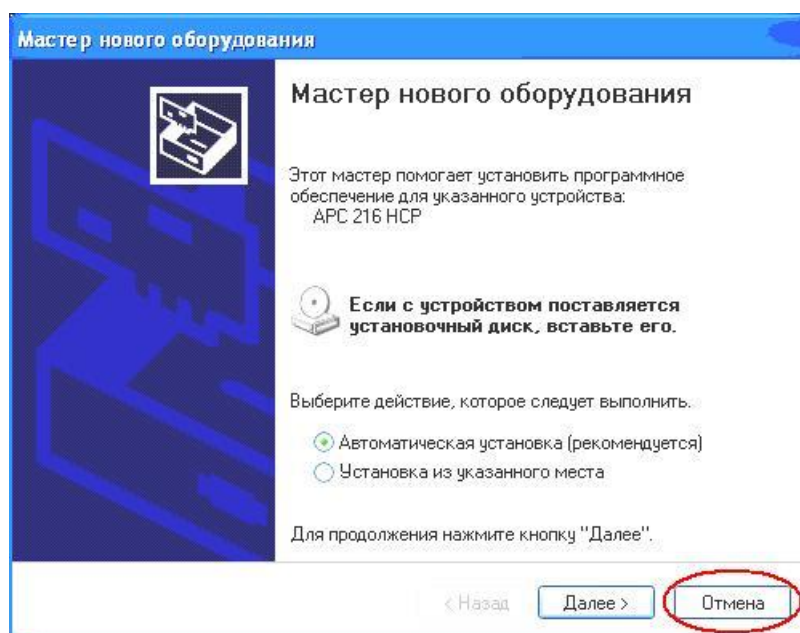 Мастер нового оборудования
Мастер нового оборудования
Этот мастер помогает установить программное
обеспечение для указанного устройства:
APC 216 HCP
Если с устройством поставляется
установочный диск, вставьте его.
Выберите действие, которое следует выполнить.
Автоматическая установка (рекомендуется)
Установка из указанного места
Для продолжения нажмите кнопку "Далее".
< Назад Далее > Отмена